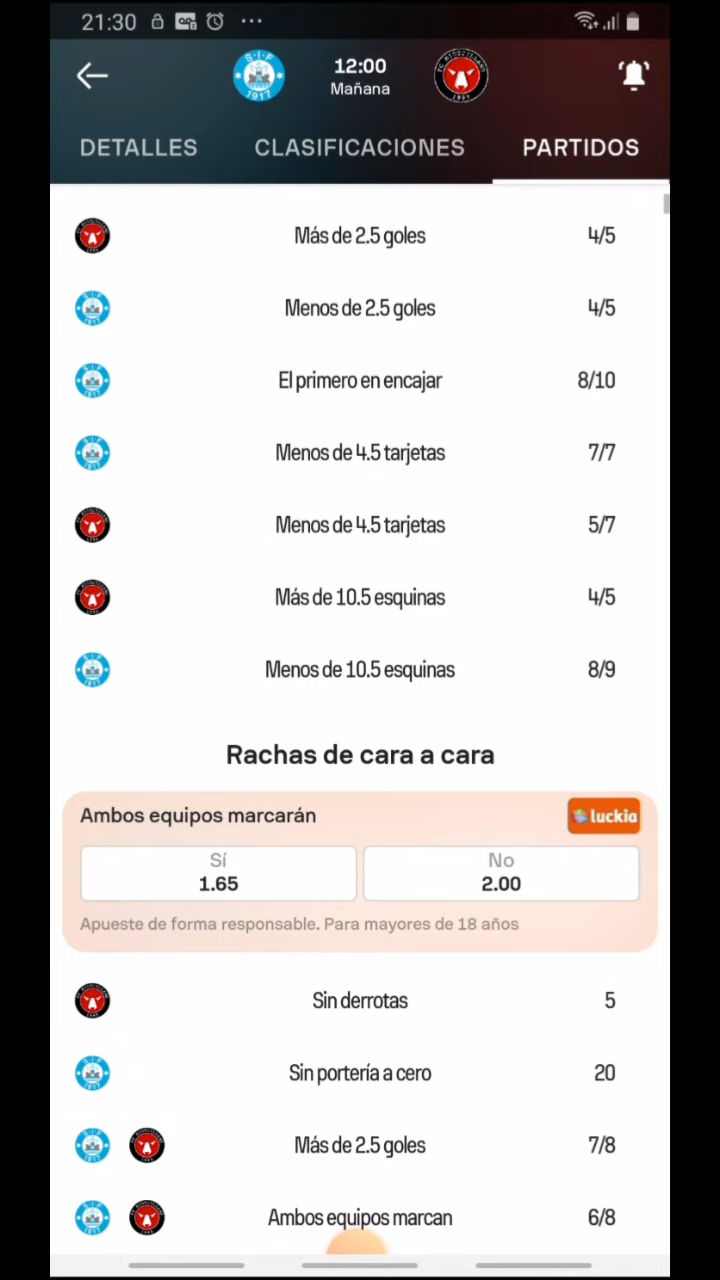 21:30
12:00
Mañana
S·I·F
1917
DETALLES CLASIFICACIONES PARTIDOS
Más de 2.5 goles 4/5
Menos de 2.5 goles 4/5
El primero en encajar 8/10
Menos de 4.5 tarjetas 7/7
Menos de 4.5 tarjetas 5/7
Más de 10.5 esquinas 4/5
Menos de 10.5 esquinas 8/9
Rachas de cara a cara
Ambos equipos marcarán luckia
Sí No
1.65 2.00
Apueste de forma responsable. Para mayores de 18 años
Sin derrotas 5
Sin portería a cero 20
Más de 2.5 goles 7/8
Ambos equipos marcan 6/8